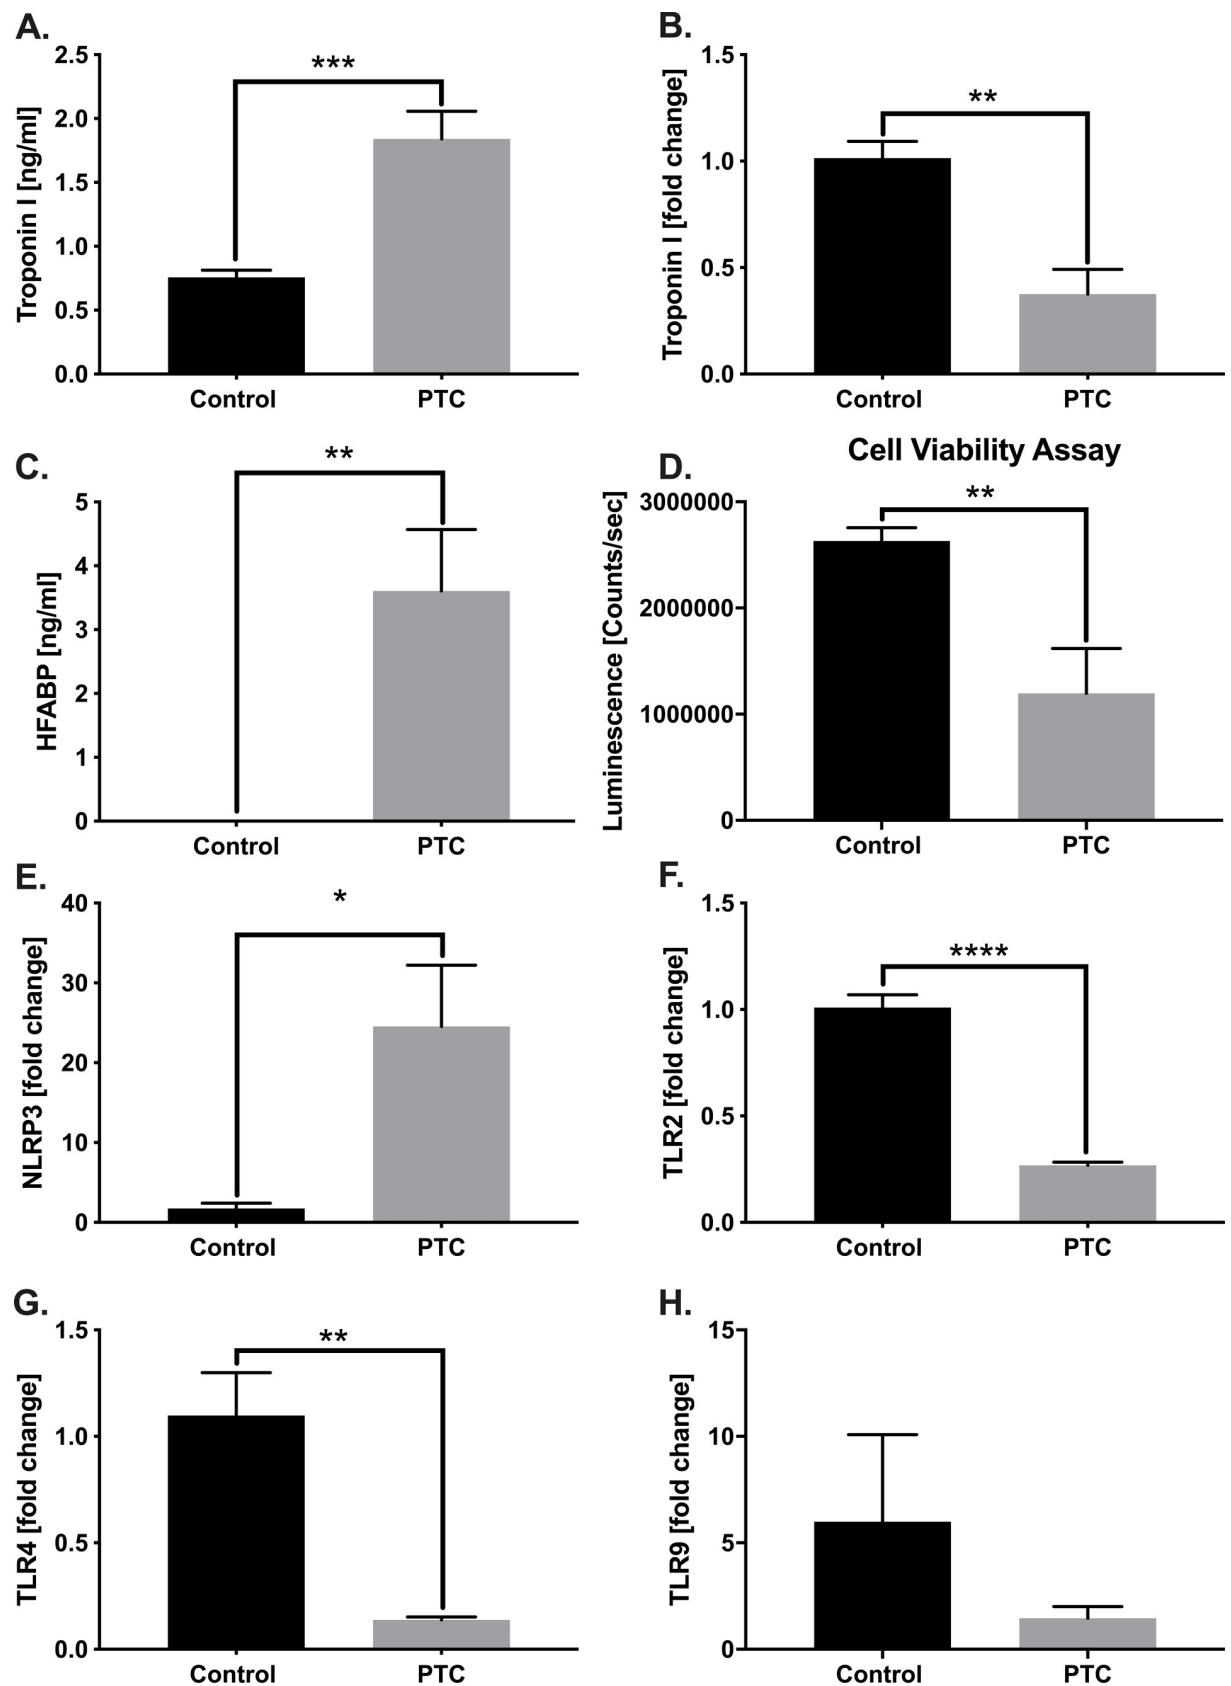 A.
Troponin I [ng/ml]
2.5
2.0
1.5
1.0
0.5
0.0
***
Control
PTC
B.
Troponin I [fold change]
1.5
1.0
0.5
0.0
**
Control
PTC
C.
HFABP [ng/ml]
5
4
3
2
1
0
**
Control
PTC
D.
Cell Viability Assay
Luminescence [Counts/sec]
3000000
2000000
1000000
0
**
Control
PTC
E.
NLRP3 [fold change]
40
30
20
10
0
*
Control
PTC
F.
TLR2 [fold change]
1.5
1.0
0.5
0.0
****
Control
PTC
G.
TLR4 [fold change]
1.5
1.0
0.5
0.0
**
Control
PTC
H.
TLR9 [fold change]
15
10
5
0
Control
PTC